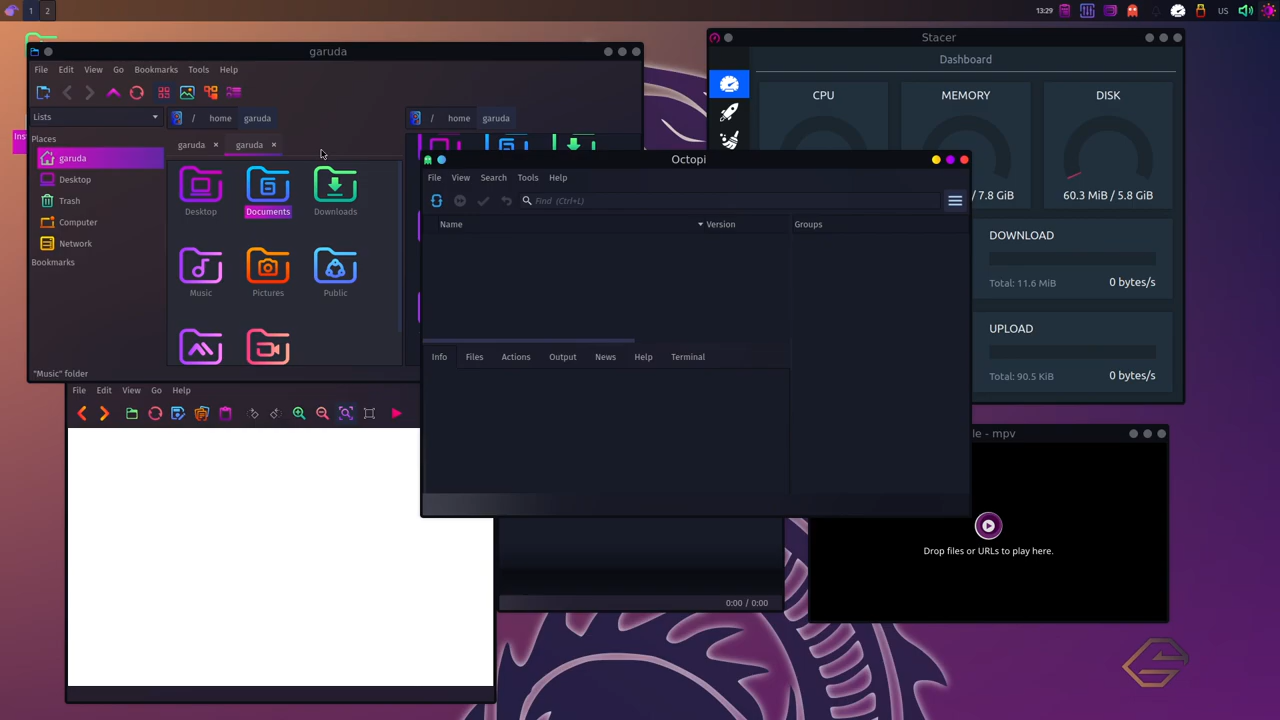 1 2
13:29 US
Ins
garuda
File Edit View Go Bookmarks Tools Help
Lists
/ home garuda
/ home garuda
Places
garuda
Desktop
Trash
Computer
Network
Bookmarks
garuda × garuda ×
Desktop Documents Downloads
Music Pictures Public
"Music" folder
File Edit View Go Help
Stacer
Dashboard
CPU MEMORY DISK
/ 7.8 GiB 60.3 MiB / 5.8 GiB
DOWNLOAD
Total: 11.6 MiB 0 bytes/s
UPLOAD
Total: 90.5 KiB 0 bytes/s
Octopi
File View Search Tools Help
Find (Ctrl+L)
Name Version Groups
Info Files Actions Output News Help Terminal
0:00 / 0:00
le - mpv
Drop files or URLs to play here.